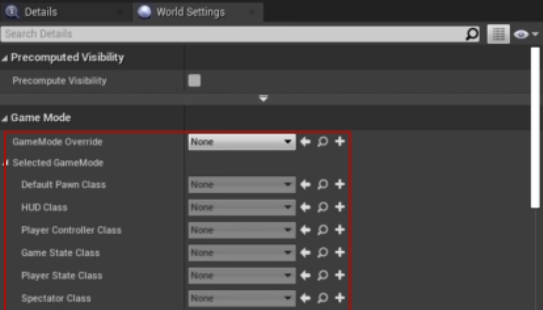 Details World Settings
Search Details
Precomputed Visibility
Precompute Visibility
Game Mode
GameMode Override None
Selected GameMode
Default Pawn Class None
HUD Class None
Player Controller Class None
Game State Class None
Player State Class None
Spectator Class None